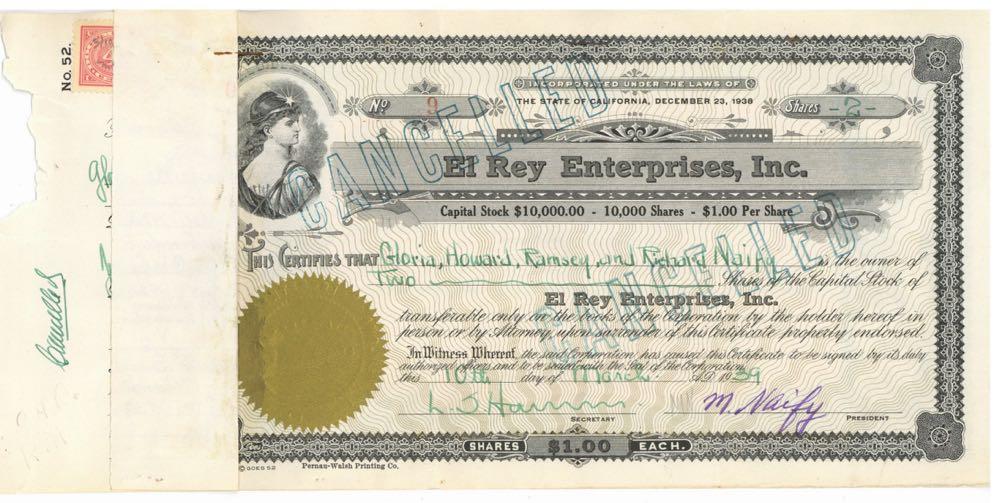 No. 52.
Cancelled
INCORPORATED UNDER THE LAWS OF
THE STATE OF CALIFORNIA, DECEMBER 23, 1938
No 9
Shares -2-
CANCELLED
El Rey Enterprises, Inc.
Capital Stock $10,000.00 - 10,000 Shares - $1.00 Per Share
CANCELLED
THIS CERTIFIES THAT Gloria, Howard, Ramsey, and Richard Naify is the owner of
Two Shares of the Capital Stock of
El Rey Enterprises, Inc.
transferable only on the books of the Corporation by the holder hereof in
person or by Attorney, upon surrender of this Certificate properly endorsed.
In Witness Whereof, the said Corporation has caused this Certificate to be signed by its duly
authorized officers and to be sealed with the Seal of the Corporation
this 10th day of March A.D. 1939
M. Naify
SECRETARY
PRESIDENT
SHARES $1.00 EACH.
© GOES 52
Pernau-Walsh Printing Co.